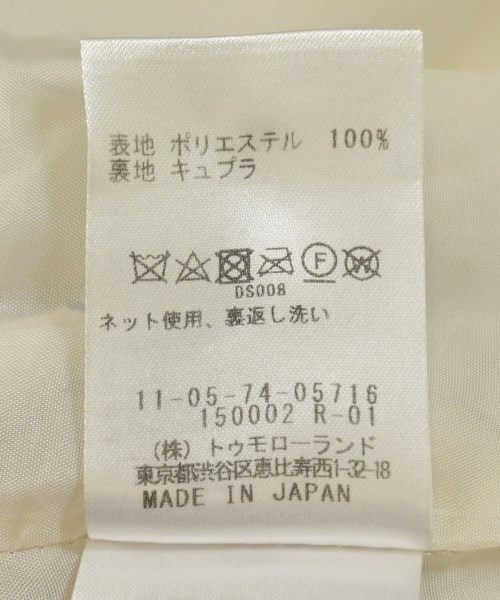 表地 ポリエステル 100%
裏地 キュプラ
F W
DS008
ネット使用、裏返し洗い
11-05-74-05716
150002 R-01
(株) トゥモローランド
東京都渋谷区恵比寿西1-32-18
MADE IN JAPAN